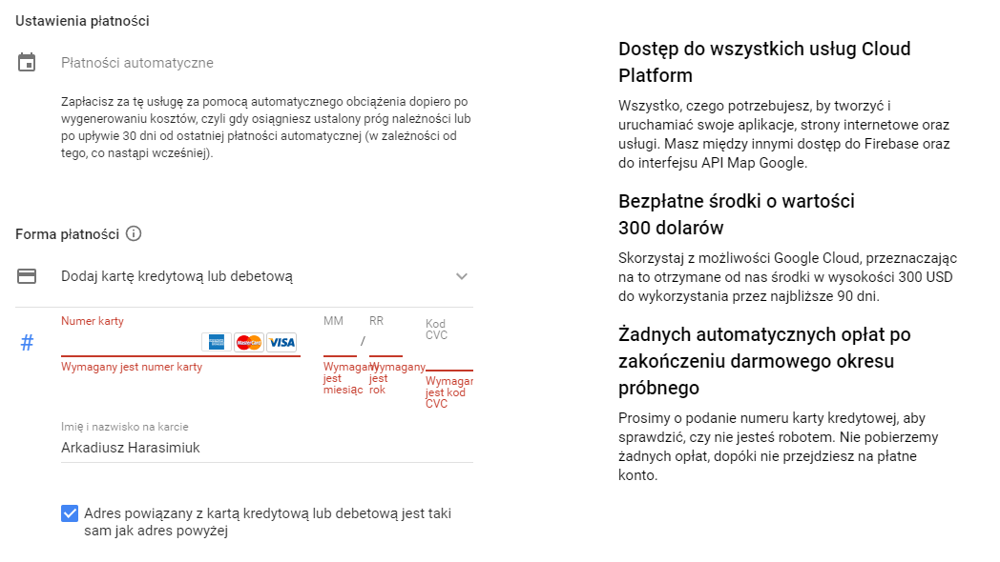 Ustawienia płatności
Płatności automatyczne
Zapłacisz za tę usługę za pomocą automatycznego obciążenia dopiero po
wygenerowaniu kosztów, czyli gdy osiągniesz ustalony próg należności lub
po upływie 30 dni od ostatniej płatności automatycznej (w zależności od
tego, co nastąpi wcześniej).
Forma płatności
Dodaj kartę kredytową lub debetową
Numer karty
MM
RR
Kod
CVC
#
MasterCard
VISA
/
Wymagany jest numer karty
Wymagany
jest
miesiąc
Wymagany
jest
rok
Wymagan
jest kod
CVC
Imię i nazwisko na karcie
Arkadiusz Harasimiuk
Adres powiązany z kartą kredytową lub debetową jest taki
sam jak adres powyżej
Dostęp do wszystkich usług Cloud
Platform
Wszystko, czego potrzebujesz, by tworzyć i
uruchamiać swoje aplikacje, strony internetowe oraz
usługi. Masz między innymi dostęp do Firebase oraz
do interfejsu API Map Google.
Bezpłatne środki o wartości
300 dolarów
Skorzystaj z możliwości Google Cloud, przeznaczając
na to otrzymane od nas środki w wysokości 300 USD
do wykorzystania przez najbliższe 90 dni.
Żadnych automatycznych opłat po
zakończeniu darmowego okresu
próbnego
Prosimy o podanie numeru karty kredytowej, aby
sprawdzić, czy nie jesteś robotem. Nie pobierzemy
żadnych opłat, dopóki nie przejdziesz na płatne
konto.